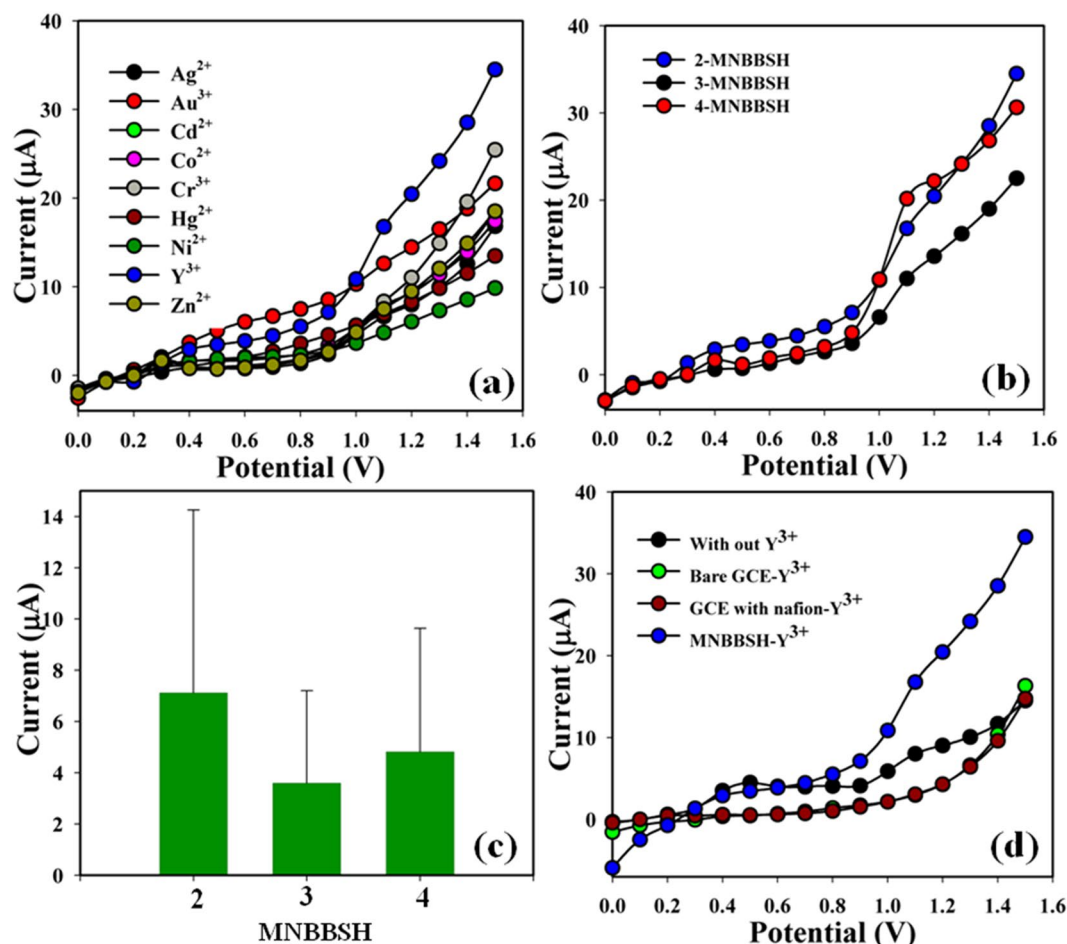 40
30
20
10
0
Current (µA)
Ag2+
Au3+
Cd2+
Co2+
Cr3+
Hg2+
Ni2+
Y3+
Zn2+
(a)
0.0 0.2 0.4 0.6 0.8 1.0 1.2 1.4 1.6
Potential (V)
40
30
20
10
0
Current (µA)
2-MNBBSH
3-MNBBSH
4-MNBBSH
(b)
0.0 0.2 0.4 0.6 0.8 1.0 1.2 1.4 1.6
Potential (V)
14
12
10
8
6
4
2
0
Current (µA)
(c)
2 3 4
MNBBSH
40
30
20
10
0
Current (µA)
With out Y3+
Bare GCE-Y3+
GCE with nafion-Y3+
MNBBSH-Y3+
(d)
0.0 0.2 0.4 0.6 0.8 1.0 1.2 1.4 1.6
Potential (V)